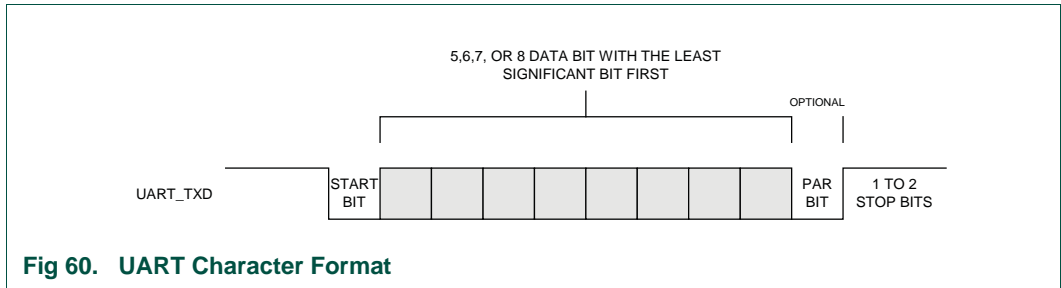 5,6,7, OR 8 DATA BIT WITH THE LEAST
SIGNIFICANT BIT FIRST
OPTIONAL
UART_TXD
START
BIT
PAR
BIT
1 TO 2
STOP BITS
Fig 60. UART Character Format